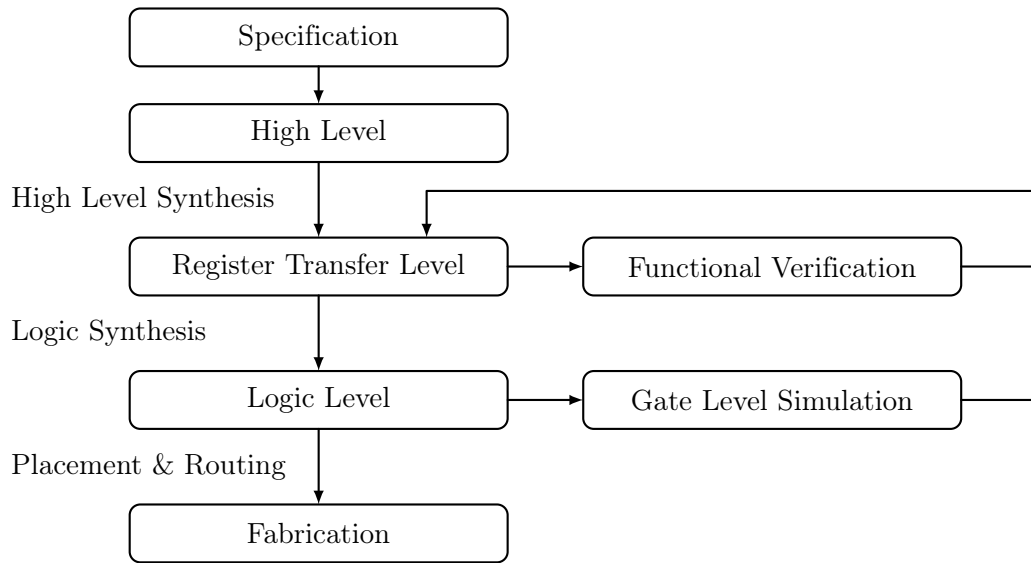 Specification
High Level
High Level Synthesis
Register Transfer Level
Functional Verification
Logic Synthesis
Logic Level
Gate Level Simulation
Placement & Routing
Fabrication